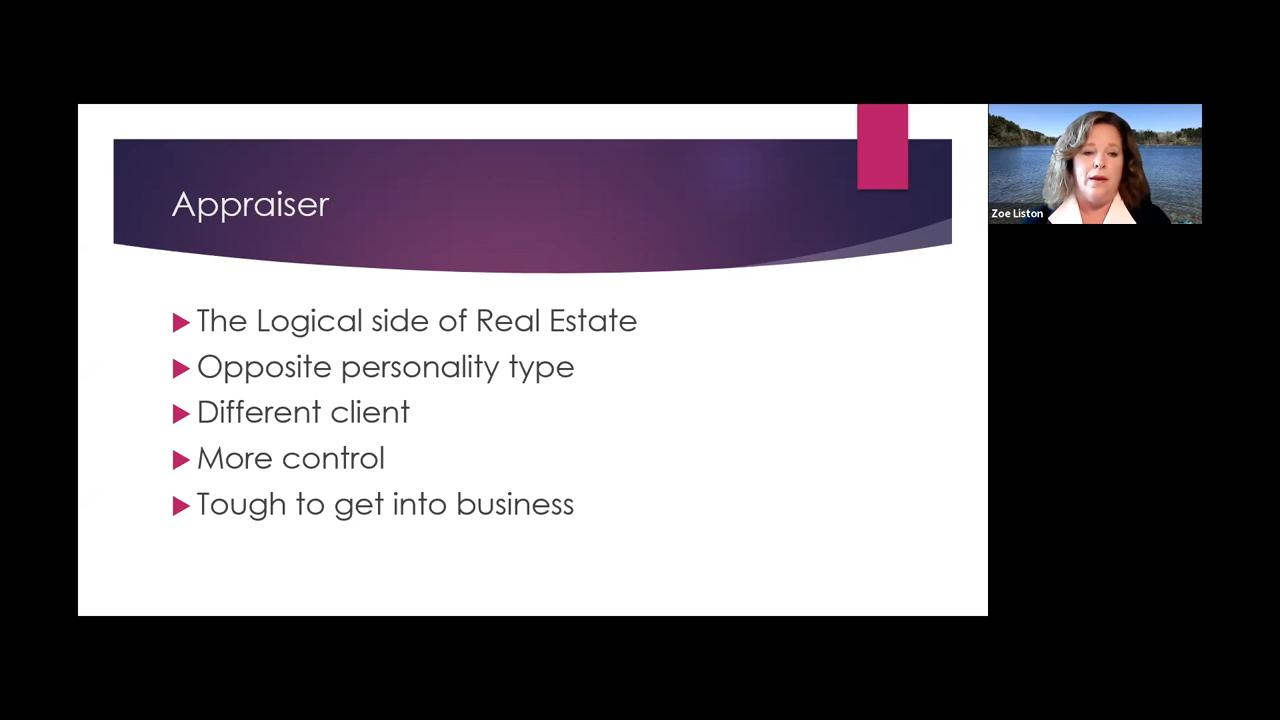 Appraiser
The Logical side of Real Estate
Opposite personality type
Different client
More control
Tough to get into business
Zoe Liston